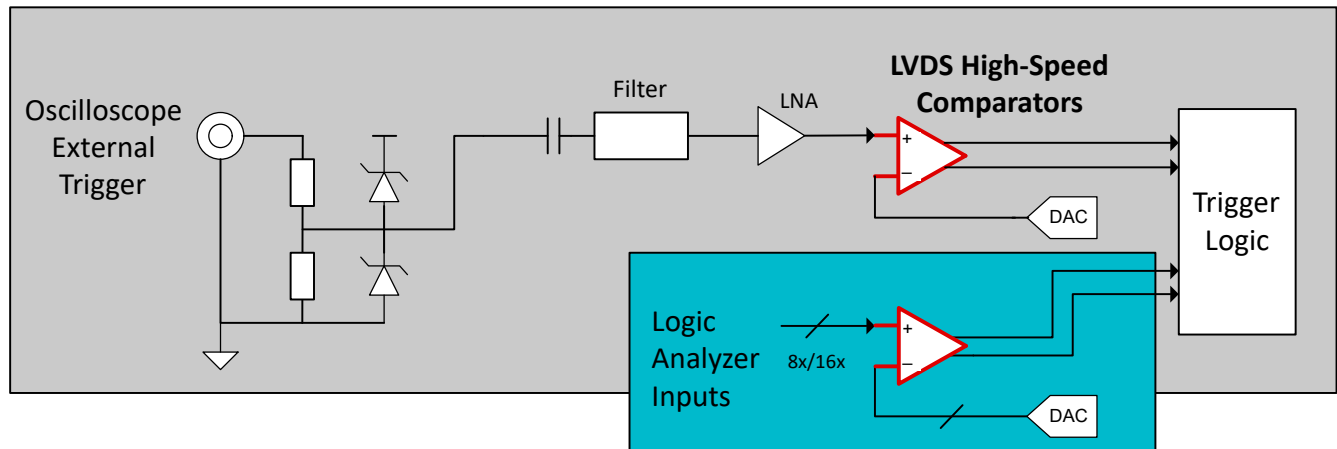 Oscilloscope
External
Trigger
Filter
LNA
LVDS High-Speed
Comparators
+
−
DAC
Trigger
Logic
Logic
Analyzer
Inputs
8x/16x
+
−
DAC